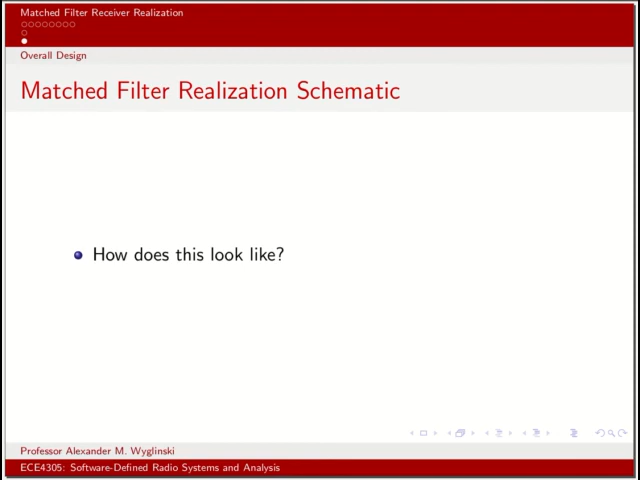 Matched Filter Receiver Realization
Overall Design
Matched Filter Realization Schematic
How does this look like?
Professor Alexander M. Wyglinski
ECE4305: Software-Defined Radio Systems and Analysis